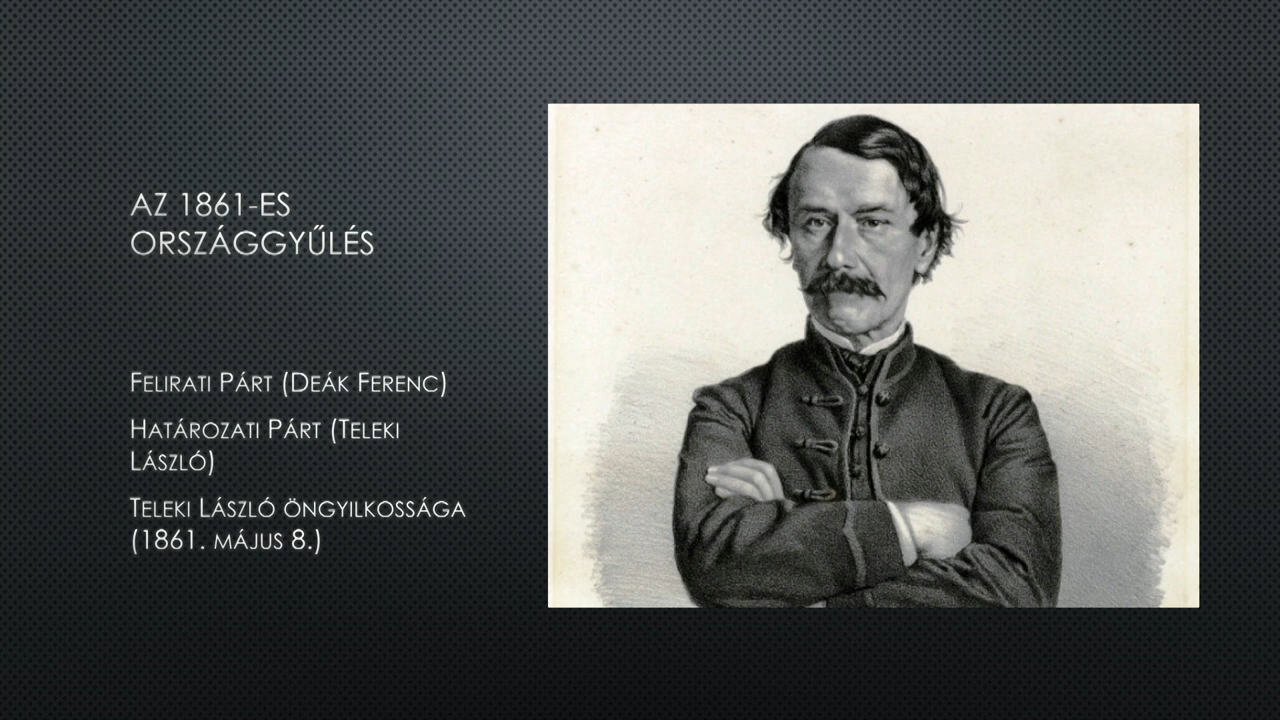 AZ 1861-ES
ORSZÁGGYŰLÉS
FELIRATI PÁRT (DEÁK FERENC)
HATÁROZATI PÁRT (TELEKI
LÁSZLÓ)
TELEKI LÁSZLÓ ÖNGYILKOSSÁGA
(1861. MÁJUS 8.)